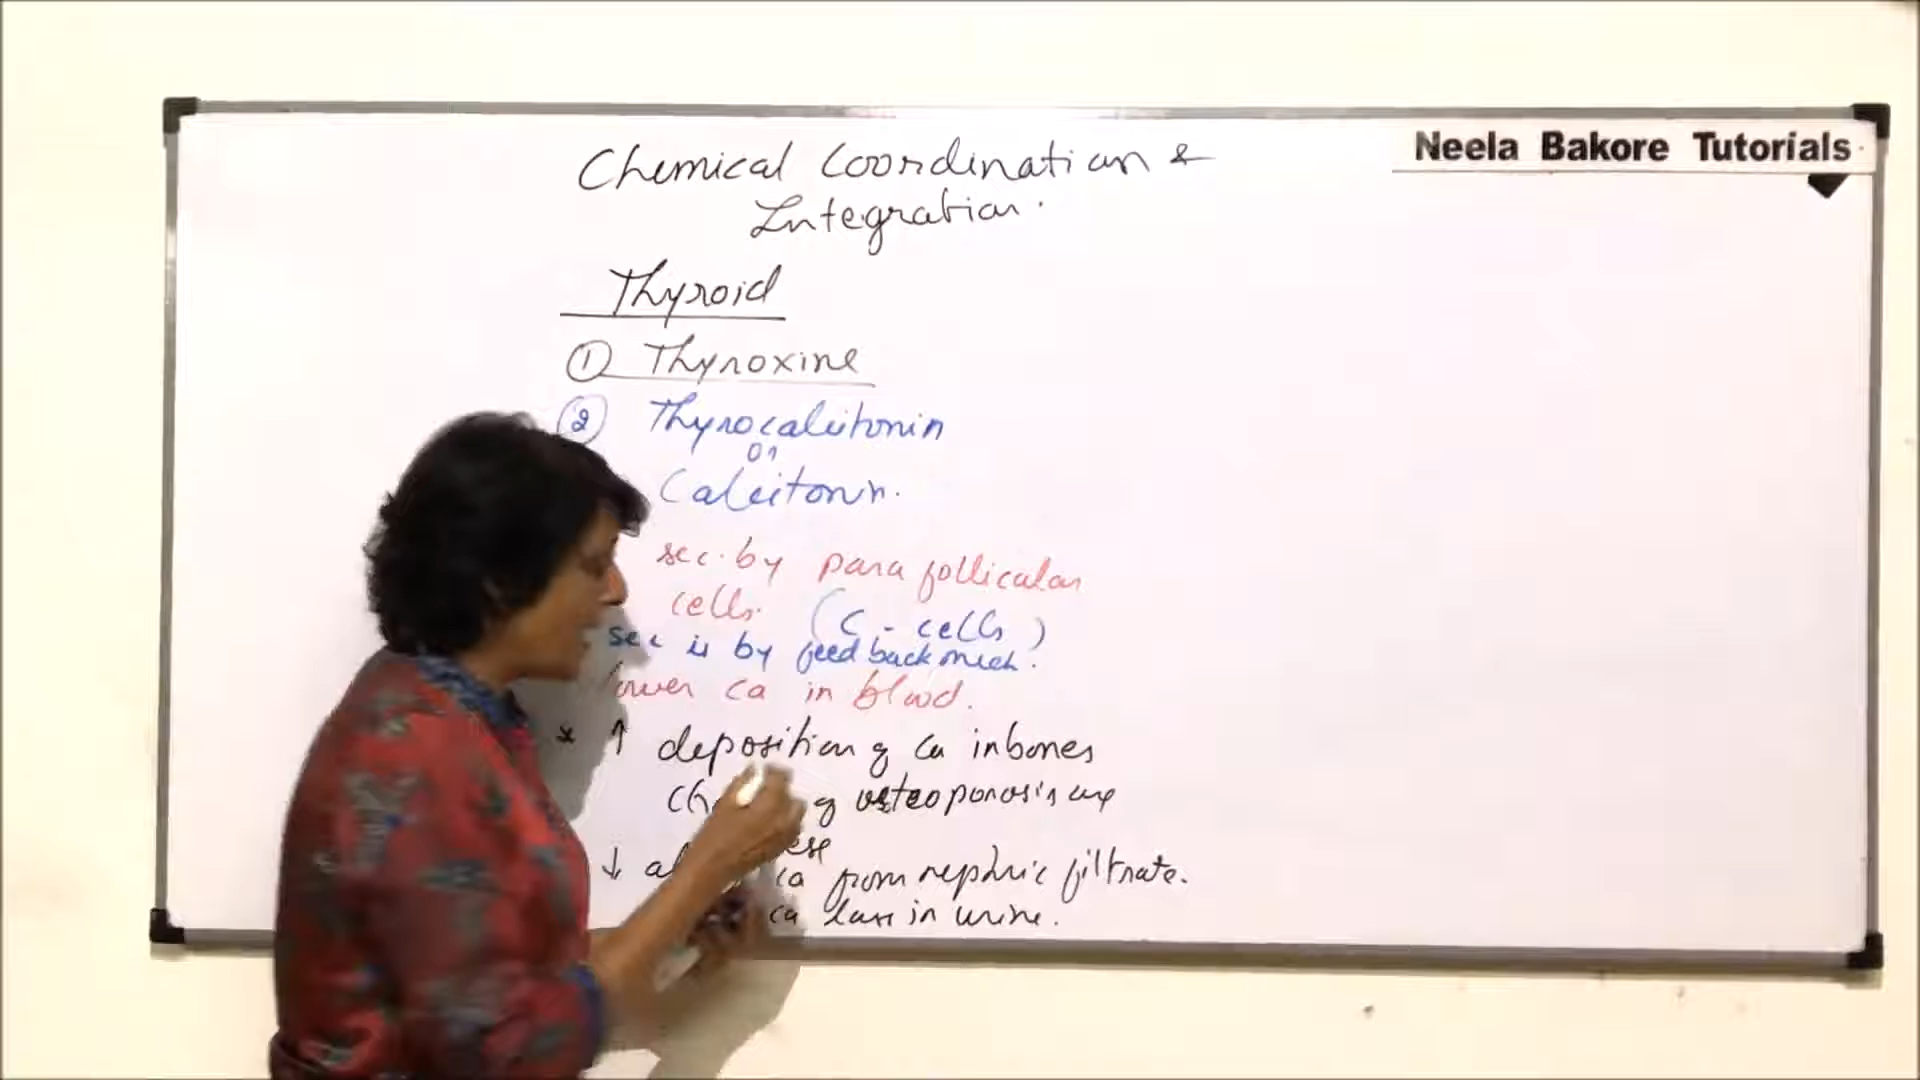 Neela Bakore Tutorials
Chemical Coordination &
Integration.
Thyroid
① Thyroxine
② Thyrocalcitonin
or
Calcitonin.
sec. by para follicular
cells. (C - cells)
sec is by feed back mech.
lower ca in blood.
* ↑ deposition of Ca in bones
of osteoporosis are
↓ ca from nephric filtrate.
ca loss in urine.